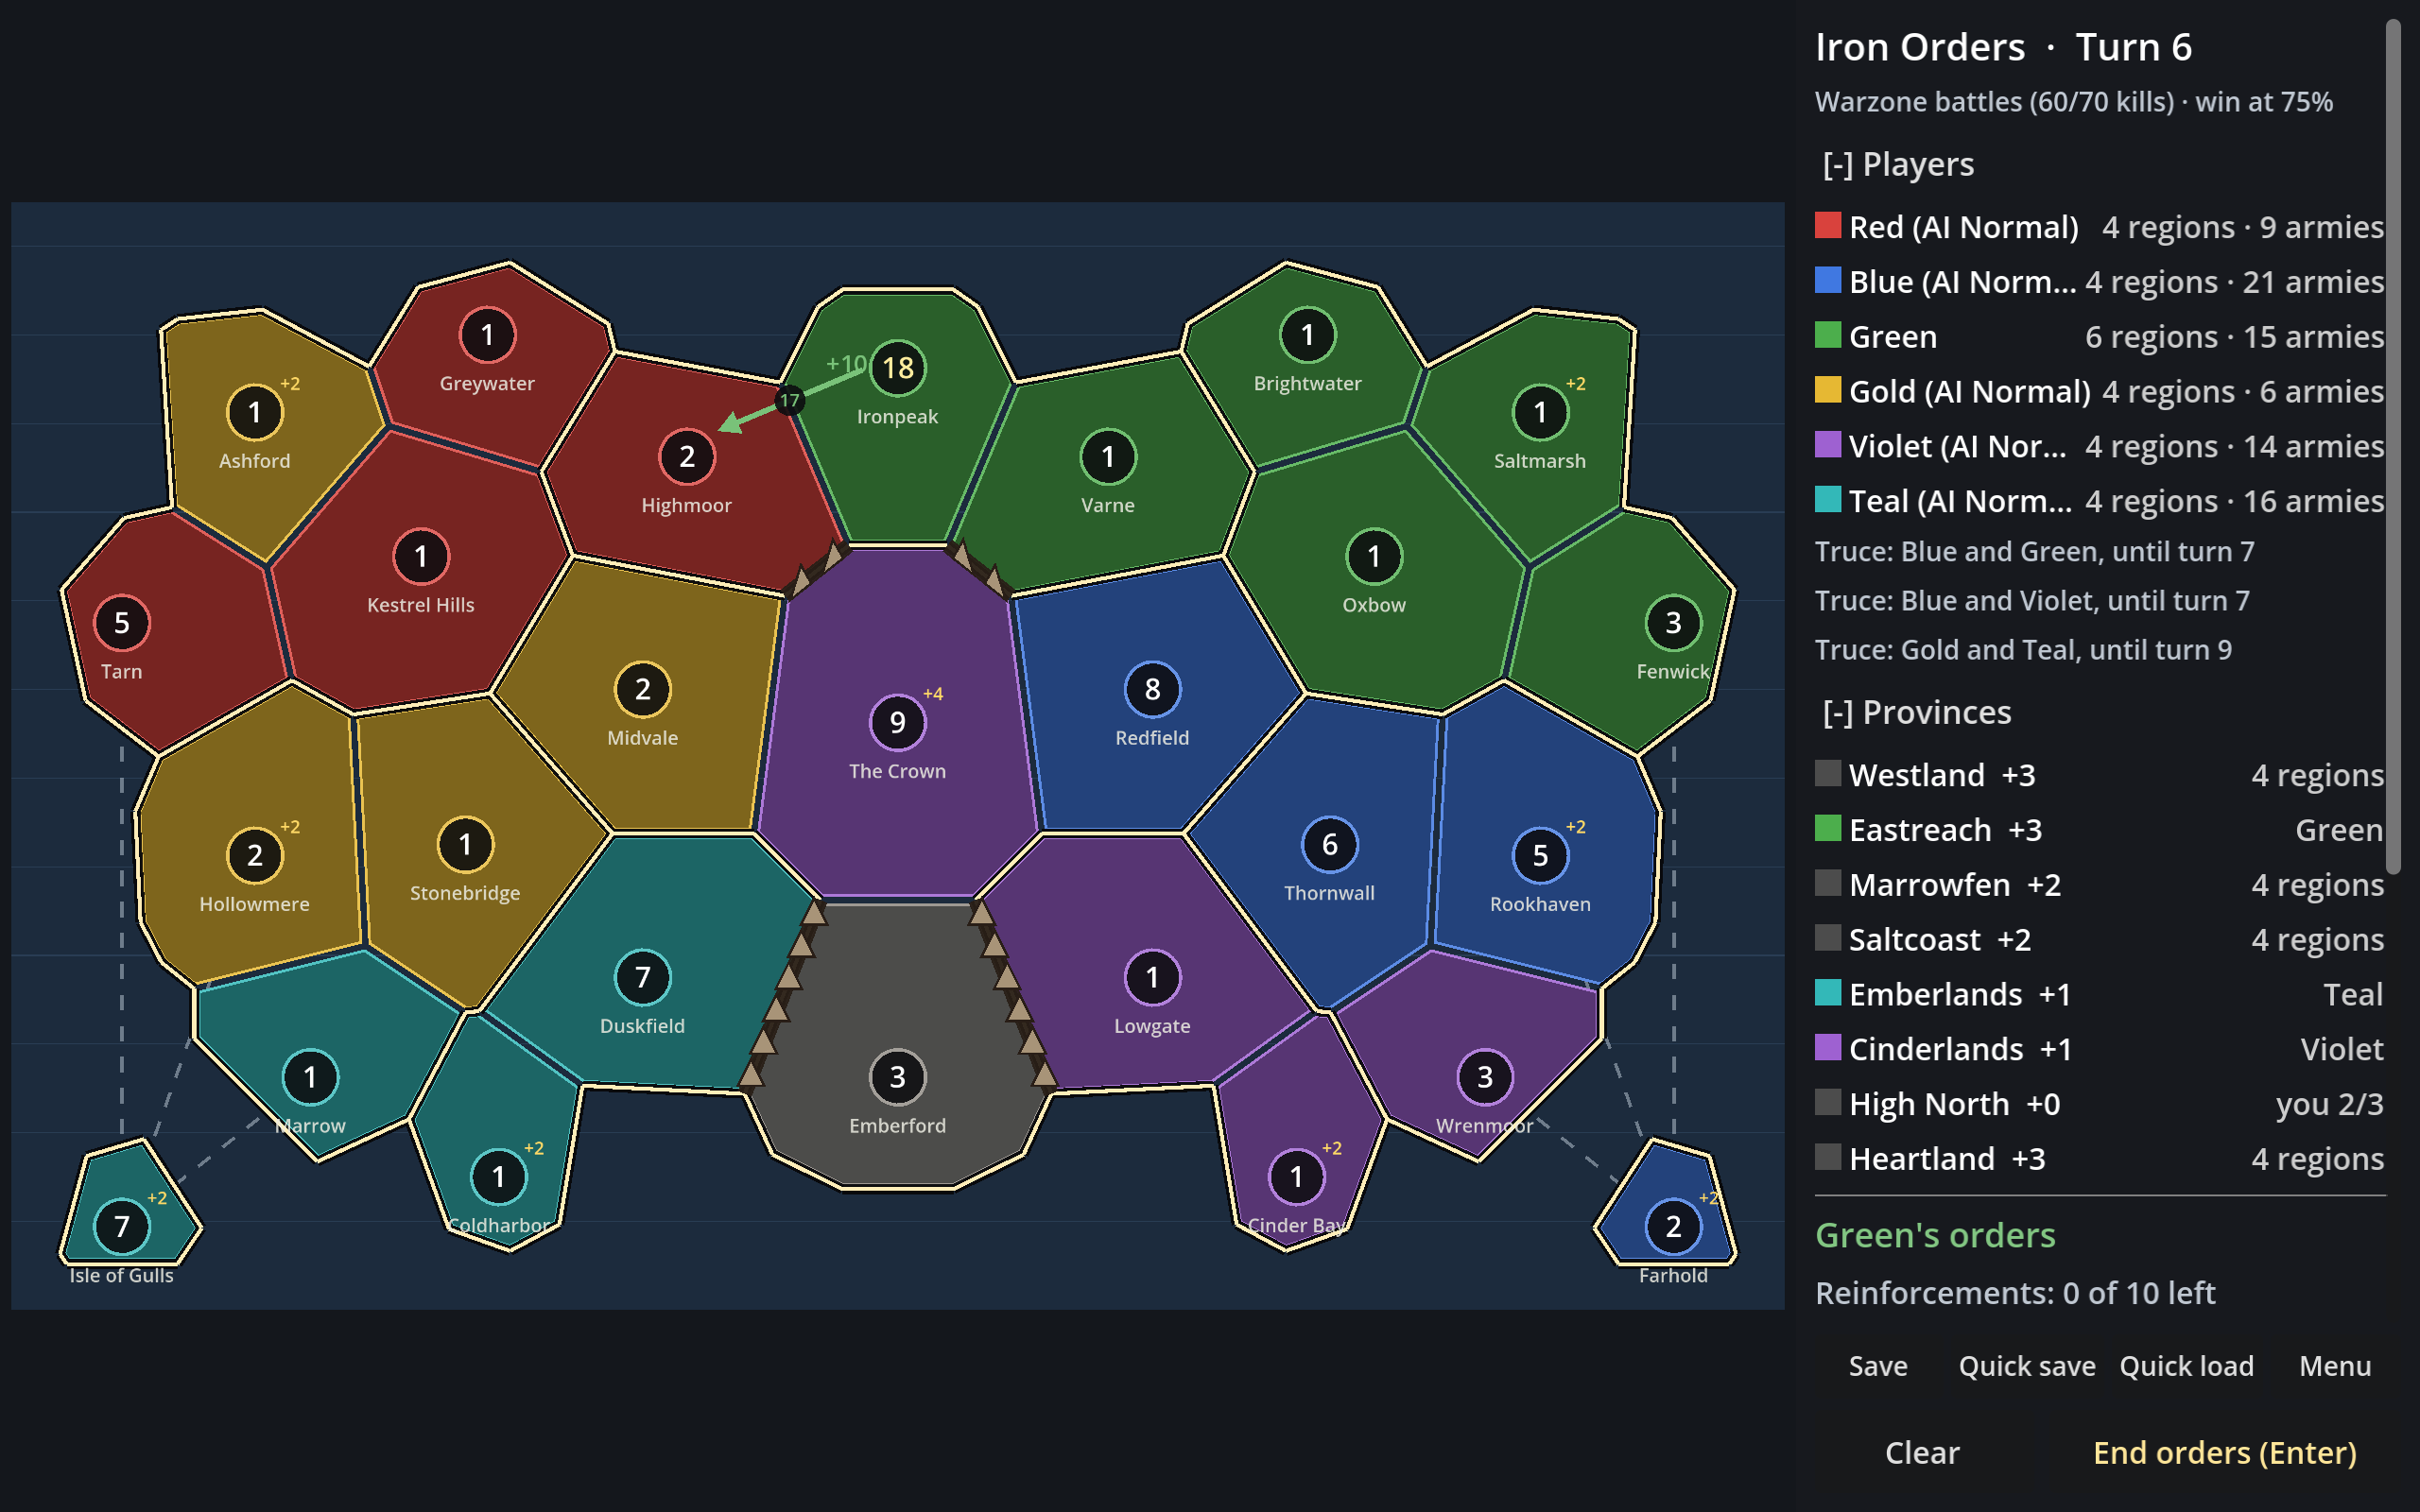 Iron Orders · Turn 6
Warzone battles (60/70 kills) · win at 75%
[-] Players
Red (AI Normal) 4 regions · 9 armies
Blue (AI Norm... 4 regions · 21 armies
Green 6 regions · 15 armies
Gold (AI Normal) 4 regions · 6 armies
Violet (AI Nor... 4 regions · 14 armies
Teal (AI Norm... 4 regions · 16 armies
Truce: Blue and Green, until turn 7
Truce: Blue and Violet, until turn 7
Truce: Gold and Teal, until turn 9
[-] Provinces
Westland +3 4 regions
Eastreach +3 Green
Marrowfen +2 4 regions
Saltcoast +2 4 regions
Emberlands +1 Teal
Cinderlands +1 Violet
High North +0 you 2/3
Heartland +3 4 regions
Green's orders
Reinforcements: 0 of 10 left
Save Quick save Quick load Menu
Clear End orders (Enter)
1
Greywater
+10 18
Ironpeak
17
1
Brightwater
1 +2
Ashford
1 +2
Saltmarsh
2
Highmoor
1
Varne
1
Kestrel Hills
1
Oxbow
5
Tarn
3
Fenwick
2
Midvale
9 +4
The Crown
8
Redfield
2 +2
Hollowmere
1
Stonebridge
6
Thornwall
5 +2
Rookhaven
7
Duskfield
1
Lowgate
1
Marrow
3
Emberford
3
Wrenmoor
1 +2
Coldharbor
1 +2
Cinder Bay
7 +2
Isle of Gulls
2 +2
Farhold